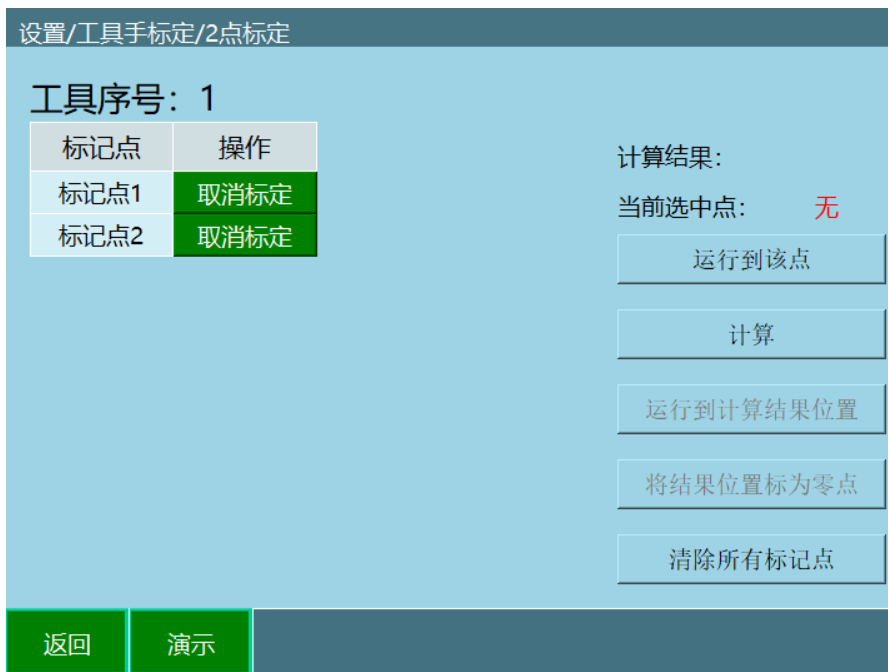 设置/工具手标定/2点标定
工具序号：1
标记点 操作
标记点1 取消标定
标记点2 取消标定
计算结果：
当前选中点： 无
运行到该点
计算
运行到计算结果位置
将结果位置标为零点
清除所有标记点
返回 演示